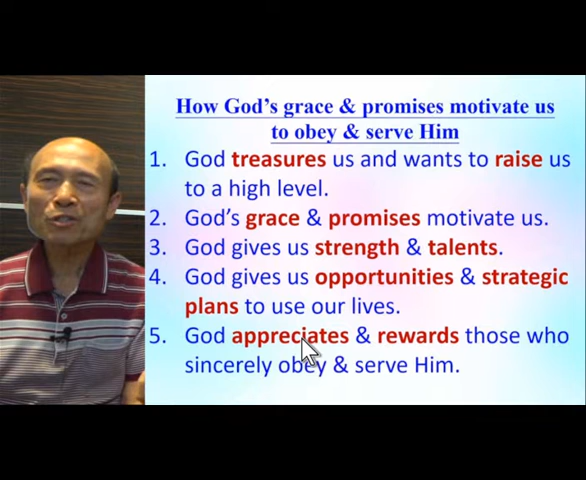 How God's grace & promises motivate us
to obey & serve Him
1. God treasures us and wants to raise us
to a high level.
2. God's grace & promises motivate us.
3. God gives us strength & talents.
4. God gives us opportunities & strategic
plans to use our lives.
5. God appreciates & rewards those who
sincerely obey & serve Him.